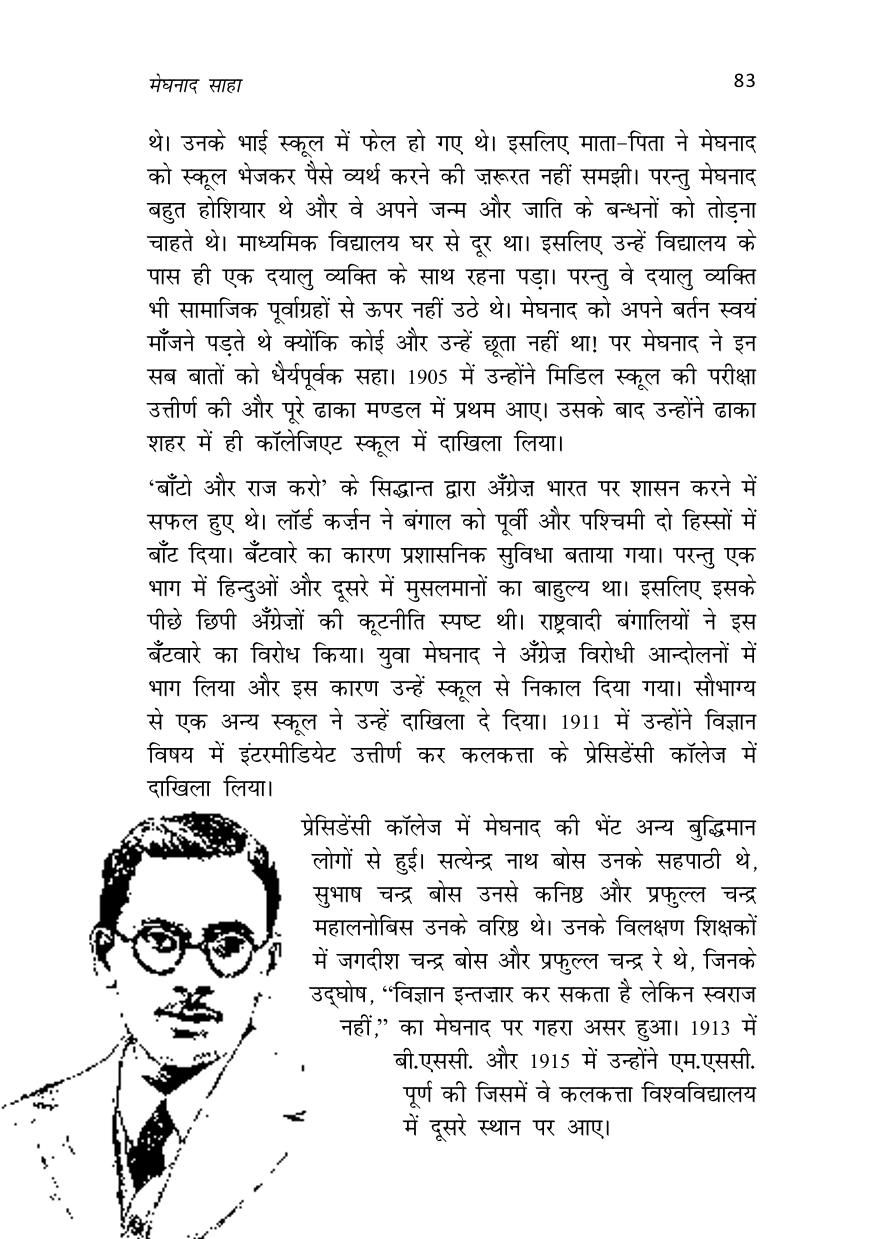 मेघनाद साहा
83
थे। उनके भाई स्कूल में फेल हो गए थे। इसलिए माता-पिता ने मेघनाद
को स्कूल भेजकर पैसे व्यर्थ करने की ज़रूरत नहीं समझी। परन्तु मेघनाद
बहुत होशियार थे और वे अपने जन्म और जाति के बन्धनों को तोड़ना
चाहते थे। माध्यमिक विद्यालय घर से दूर था। इसलिए उन्हें विद्यालय के
पास ही एक दयालु व्यक्ति के साथ रहना पड़ा। परन्तु वे दयालु व्यक्ति
भी सामाजिक पूर्वाग्रहों से ऊपर नहीं उठे थे। मेघनाद को अपने बर्तन स्वयं
माँजने पड़ते थे क्योंकि कोई और उन्हें छूता नहीं था! पर मेघनाद ने इन
सब बातों को धैर्यपूर्वक सहा। 1905 में उन्होंने मिडिल स्कूल की परीक्षा
उत्तीर्ण की और पूरे ढाका मण्डल में प्रथम आए। उसके बाद उन्होंने ढाका
शहर में ही कॉलेजिएट स्कूल में दाखिला लिया।
‘बाँटो और राज करो’ के सिद्धान्त द्वारा अँग्रेज़ भारत पर शासन करने में
सफल हुए थे। लॉर्ड कर्ज़न ने बंगाल को पूर्वी और पश्चिमी दो हिस्सों में
बाँट दिया। बँटवारे का कारण प्रशासनिक सुविधा बताया गया। परन्तु एक
भाग में हिन्दुओं और दूसरे में मुसलमानों का बाहुल्य था। इसलिए इसके
पीछे छिपी अँग्रेज़ों की कूटनीति स्पष्ट थी। राष्ट्रवादी बंगालियों ने इस
बँटवारे का विरोध किया। युवा मेघनाद ने अँग्रेज़ विरोधी आन्दोलनों में
भाग लिया और इस कारण उन्हें स्कूल से निकाल दिया गया। सौभाग्य
से एक अन्य स्कूल ने उन्हें दाखिला दे दिया। 1911 में उन्होंने विज्ञान
विषय में इंटरमीडियेट उत्तीर्ण कर कलकत्ता के प्रेसिडेंसी कॉलेज में
दाखिला लिया।
प्रेसिडेंसी कॉलेज में मेघनाद की भेंट अन्य बुद्धिमान
लोगों से हुई। सत्येन्द्र नाथ बोस उनके सहपाठी थे,
सुभाष चन्द्र बोस उनसे कनिष्ठ और प्रफुल्ल चन्द्र
महालनोबिस उनके वरिष्ठ थे। उनके विलक्षण शिक्षकों
में जगदीश चन्द्र बोस और प्रफुल्ल चन्द्र रे थे, जिनके
उद्‌घोष, “विज्ञान इन्तज़ार कर सकता है लेकिन स्वराज
नहीं,” का मेघनाद पर गहरा असर हुआ। 1913 में
बी.एससी. और 1915 में उन्होंने एम.एससी.
पूर्ण की जिसमें वे कलकत्ता विश्वविद्यालय
में दूसरे स्थान पर आए।